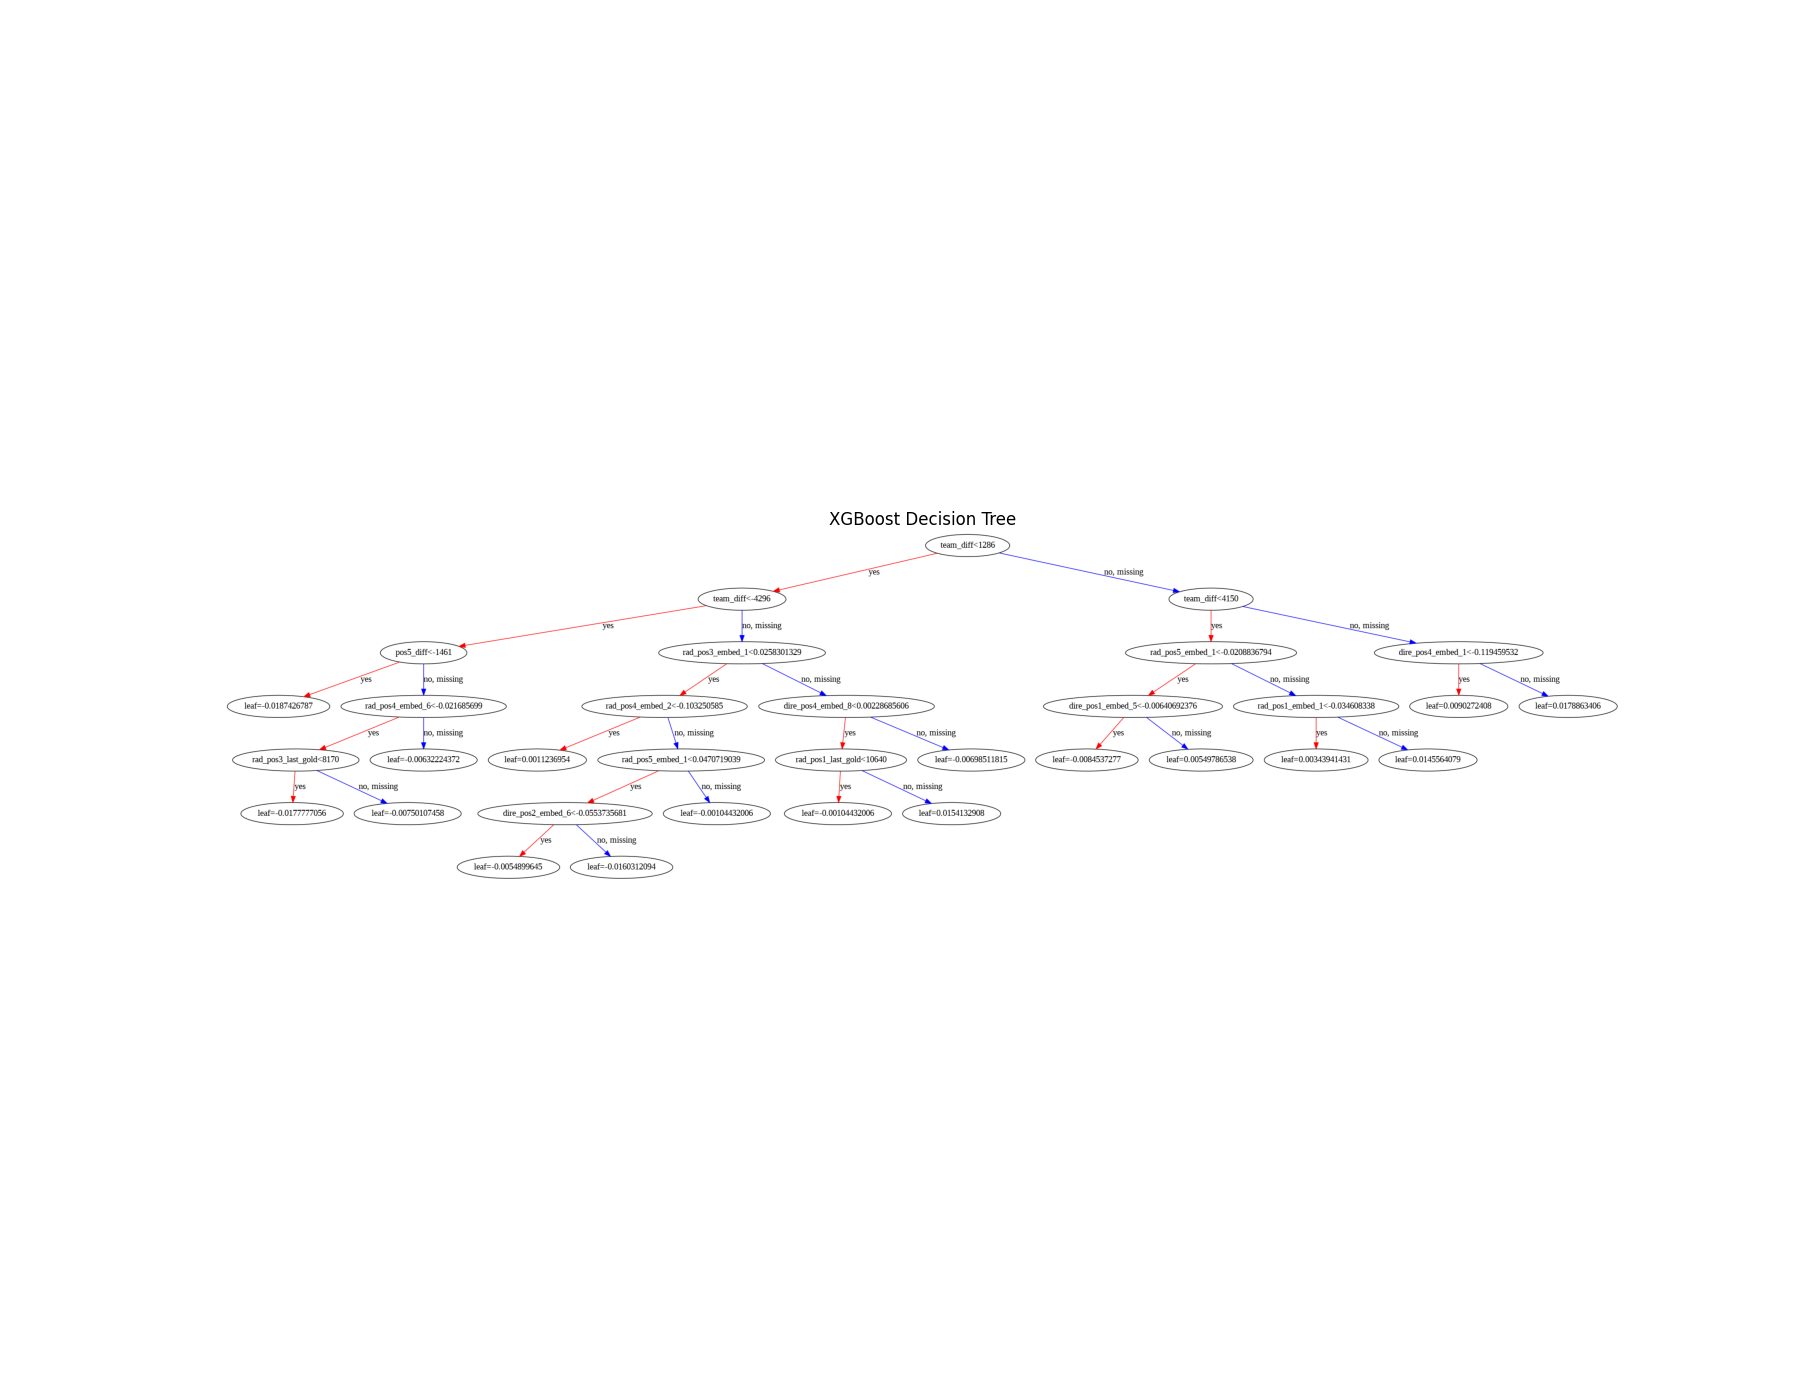 XGBoost Decision Tree
team_diff<1286
yes
no, missing
team_diff<-4296
team_diff<4150
yes
no, missing
yes
no, missing
pos5_diff<-1461
rad_pos3_embed_1<0.0258301329
rad_pos5_embed_1<-0.0208836794
dire_pos4_embed_1<-0.119459532
yes
no, missing
yes
no, missing
yes
no, missing
yes
no, missing
leaf=-0.0187426787
rad_pos4_embed_6<-0.021685699
rad_pos4_embed_2<-0.103250585
dire_pos4_embed_8<0.00228685606
dire_pos1_embed_5<-0.00640692376
rad_pos1_embed_1<-0.034608338
leaf=0.0090272408
leaf=0.0178863406
yes
no, missing
yes
no, missing
yes
no, missing
yes
no, missing
yes
no, missing
rad_pos3_last_gold<8170
leaf=-0.00632224372
leaf=0.0011236954
rad_pos5_embed_1<0.0470719039
rad_pos1_last_gold<10640
leaf=-0.00698511815
leaf=-0.0084537277
leaf=0.00549786538
leaf=0.00343941431
leaf=0.0145564079
yes
no, missing
yes
no, missing
yes
no, missing
leaf=-0.0177777056
leaf=-0.00750107458
dire_pos2_embed_6<-0.0553735681
leaf=-0.00104432006
leaf=-0.00104432006
leaf=0.0154132908
yes
no, missing
leaf=-0.0054899645
leaf=-0.0160312094